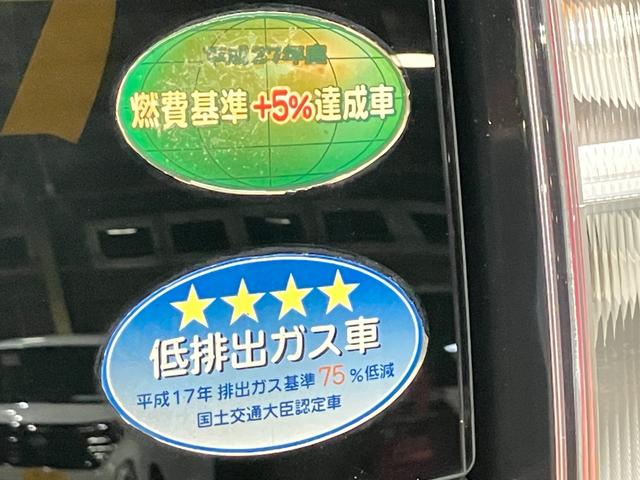 平成27年度
燃費基準+5%達成車
低排出ガス車
平成17年 排出ガス基準75%低減
国土交通大臣認定車